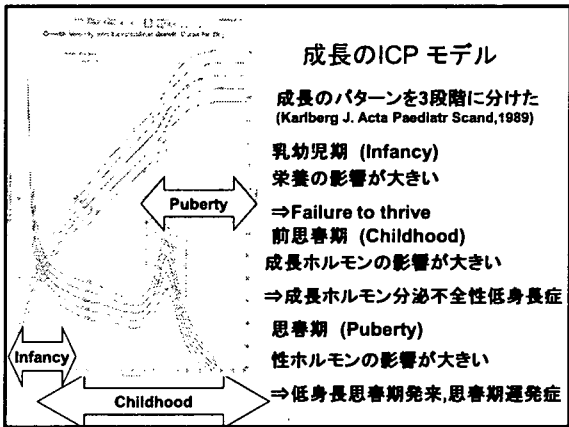 成長のICP モデル
成長のパターンを3段階に分けた
(Karlberg J. Acta Paediatr Scand,1989)
乳幼児期 (Infancy)
栄養の影響が大きい
⇒Failure to thrive
前思春期 (Childhood)
成長ホルモンの影響が大きい
⇒成長ホルモン分泌不全性低身長症
思春期 (Puberty)
性ホルモンの影響が大きい
⇒低身長思春期発来,思春期遅発症
Puberty
Infancy
Childhood